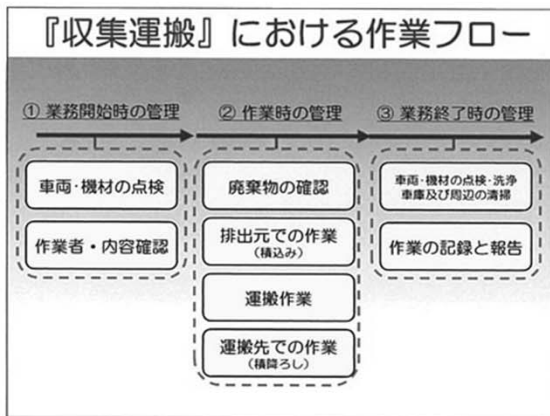 『収集運搬』における作業フロー
① 業務開始時の管理
車両・機材の点検
作業者・内容確認
② 作業時の管理
廃棄物の確認
排出元での作業
(積込み)
運搬作業
運搬先での作業
(積降ろし)
③ 業務終了時の管理
車両・機材の点検・洗浄
車庫及び周辺の清掃
作業の記録と報告